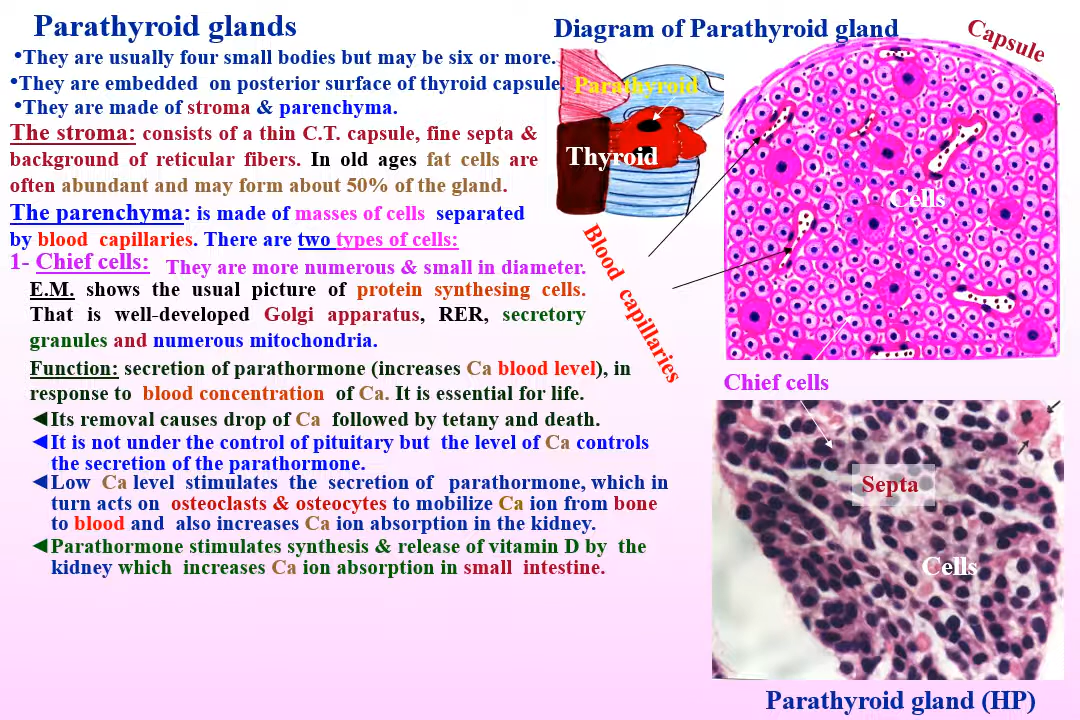 Parathyroid glands
•They are usually four small bodies but may be six or more.
•They are embedded on posterior surface of thyroid capsule.
•They are made of stroma & parenchyma.
The stroma: consists of a thin C.T. capsule, fine septa &
background of reticular fibers. In old ages fat cells are
often abundant and may form about 50% of the gland.
The parenchyma: is made of masses of cells separated
by blood capillaries. There are two types of cells:
1- Chief cells: They are more numerous & small in diameter.
E.M. shows the usual picture of protein synthesing cells.
That is well-developed Golgi apparatus, RER, secretory
granules and numerous mitochondria.
Function: secretion of parathormone (increases Ca blood level), in
response to blood concentration of Ca. It is essential for life.
◄Its removal causes drop of Ca followed by tetany and death.
◄It is not under the control of pituitary but the level of Ca controls
the secretion of the parathormone.
◄Low Ca level stimulates the secretion of parathormone, which in
turn acts on osteoclasts & osteocytes to mobilize Ca ion from bone
to blood and also increases Ca ion absorption in the kidney.
◄Parathormone stimulates synthesis & release of vitamin D by the
kidney which increases Ca ion absorption in small intestine.
Diagram of Parathyroid gland
Capsule
Parathyroid
Thyroid
Cells
Blood capillaries
Chief cells
Septa
Cells
Parathyroid gland (HP)